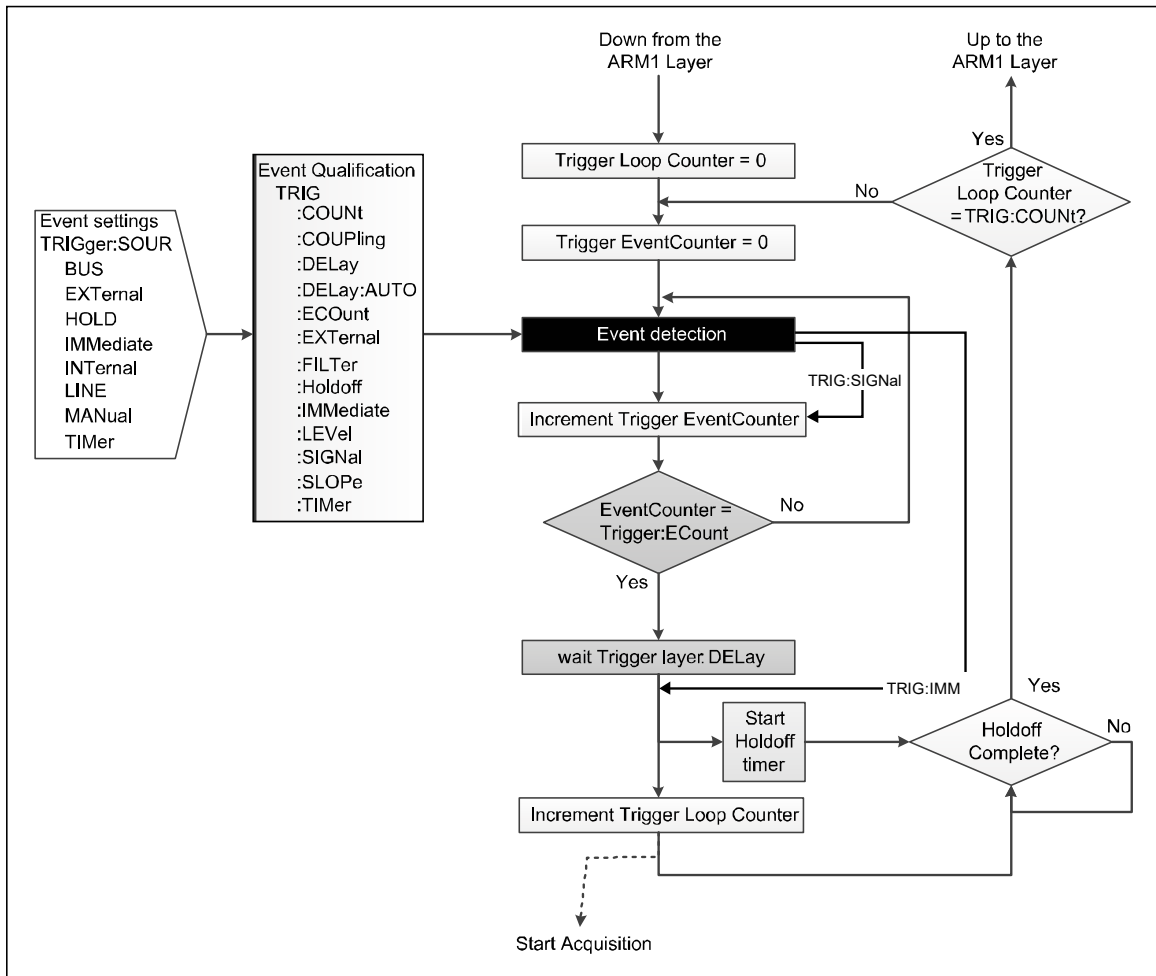 Down from the
ARM1 Layer
Up to the
ARM1 Layer
Trigger Loop Counter = 0
Yes
Trigger
Loop Counter
=TRIG:COUNt?
No
Event Qualification
TRIG
:COUNt
:COUPling
:DELay
:DELay:AUTO
:ECOunt
:EXTernal
:FILTer
:Holdoff
:IMMediate
:LEVel
:SIGNal
:SLOPe
:TIMer
Event settings
TRIGger:SOUR
BUS
EXTernal
HOLD
IMMediate
INTernal
LINE
MANual
TIMer
Trigger EventCounter = 0
Event detection
TRIG:SIGNal
Increment Trigger EventCounter
EventCounter =
Trigger:ECount
No
Yes
wait Trigger layer: DELay
TRIG:IMM
Start
Holdoff
timer
Yes
Holdoff
Complete?
No
Increment Trigger Loop Counter
Start Acquisition